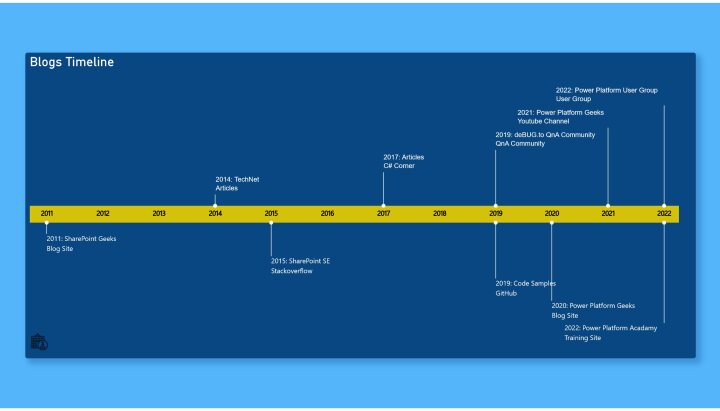 Blogs Timeline
2022: Power Platform User Group
User Group
2021: Power Platform Geeks
Youtube Channel
2019: deBUG.to QnA Community
QnA Community
2017: Articles
C# Corner
2014: TechNet
Articles
2011 2012 2013 2014 2015 2016 2017 2018 2019 2020 2021 2022
2011: SharePoint Geeks
Blog Site
2015: SharePoint SE
Stackoverflow
2019: Code Samples
GitHub
2020: Power Platform Geeks
Blog Site
2022: Power Platform Acadamy
Training Site